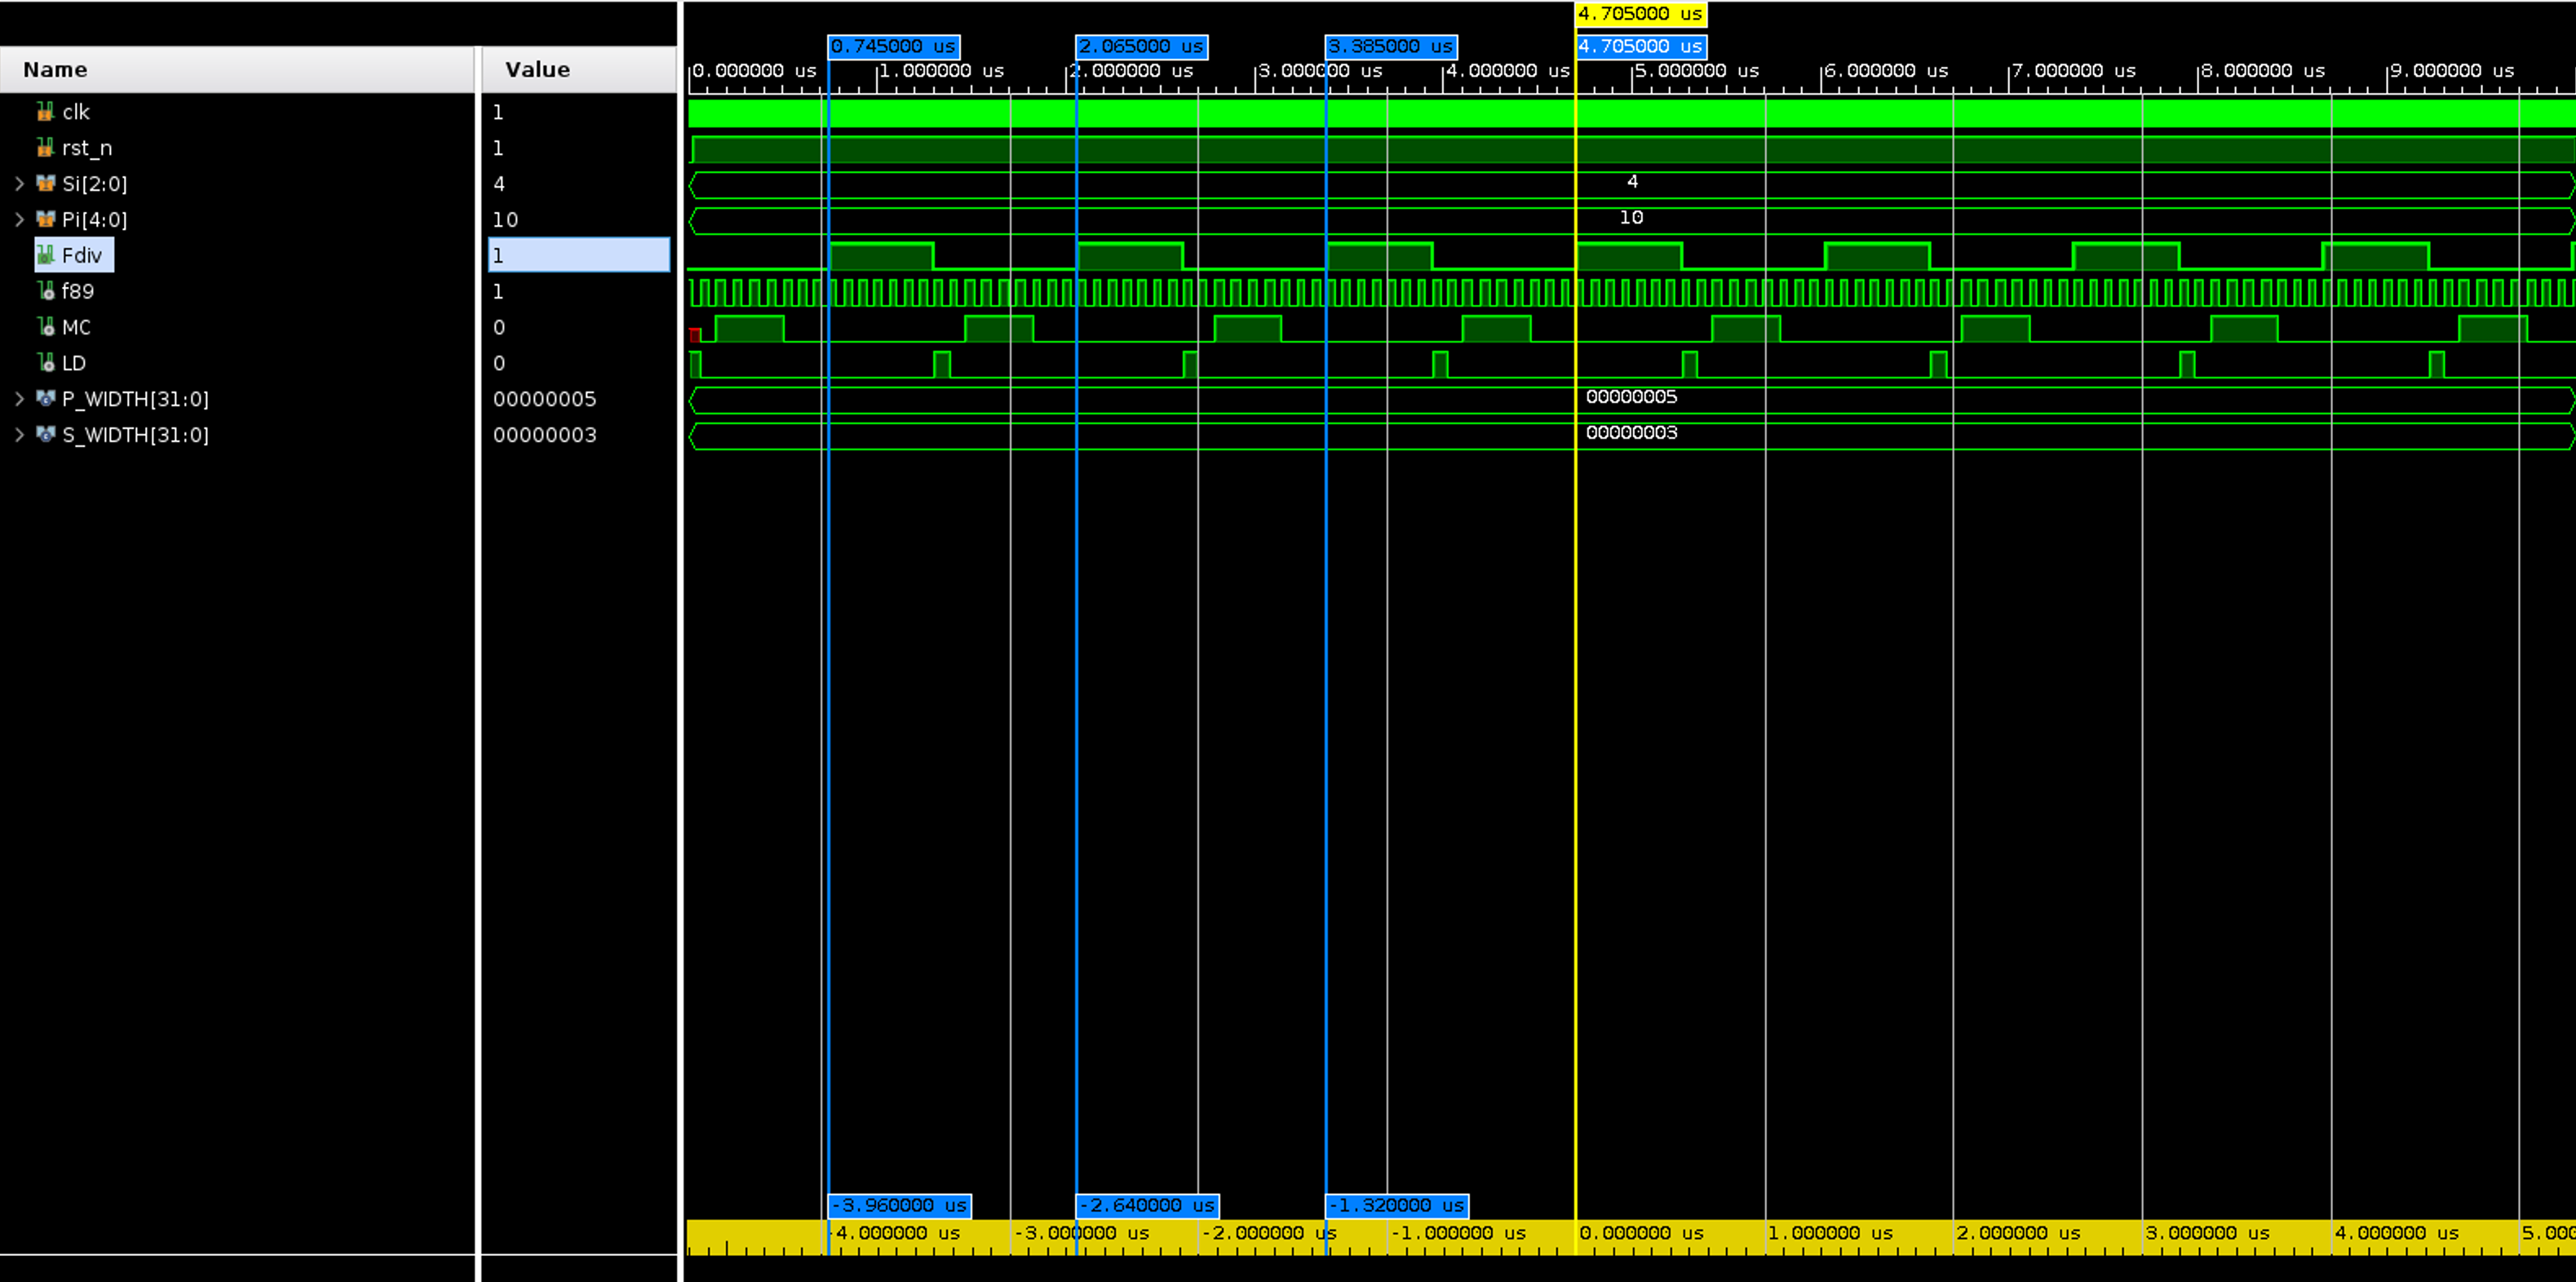 4.705000 us
0.745000 us 2.065000 us 3.385000 us 4.705000 us
Name Value 0.000000 us 1.000000 us 2.000000 us 3.000000 us 4.000000 us 5.000000 us 6.000000 us 7.000000 us 8.000000 us 9.000000 us
clk 1
rst_n 1
Si[2:0] 4 4
Pi[4:0] 10 10
Fdiv 1
f89 1
MC 0
LD 0
P_WIDTH[31:0] 00000005 00000005
S_WIDTH[31:0] 00000003 00000003
-3.960000 us -2.640000 us -1.320000 us
-4.000000 us -3.000000 us -2.000000 us -1.000000 us 0.000000 us 1.000000 us 2.000000 us 3.000000 us 4.000000 us 5.000